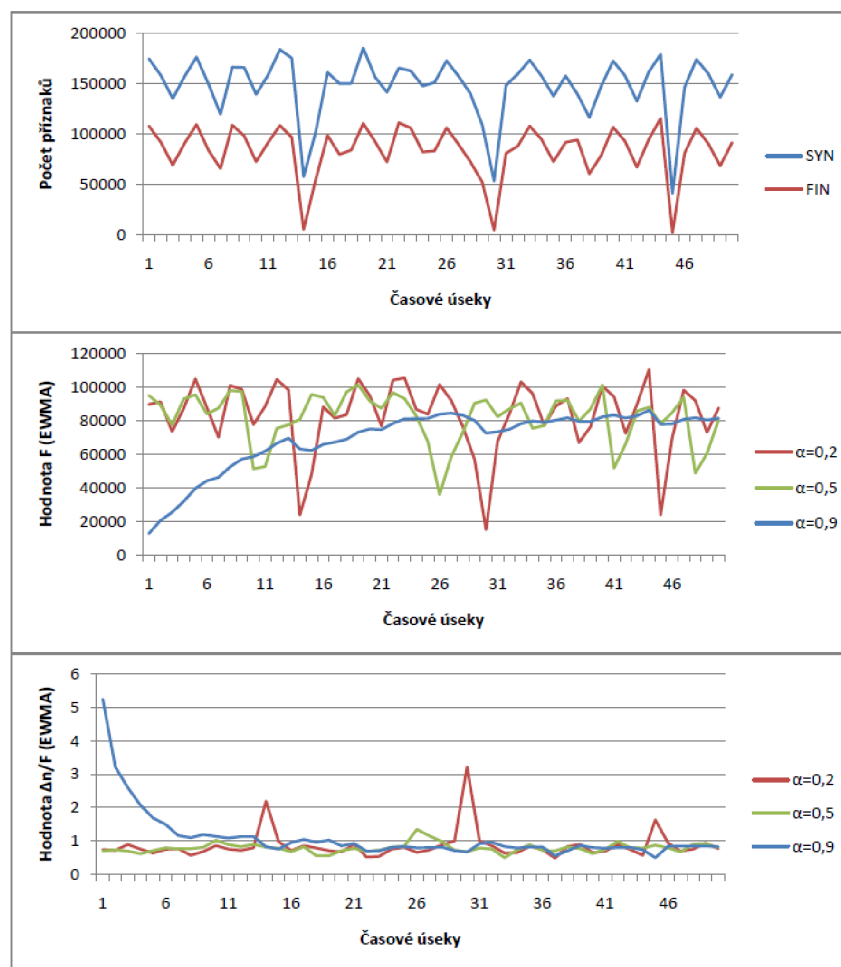 Počet příznaků
200000
150000
100000
50000
0
1 6 11 16 21 26 31 36 41 46
Časové úseky
SYN
FIN
Hodnota F (EWMA)
120000
100000
80000
60000
40000
20000
0
1 6 11 16 21 26 31 36 41 46
Časové úseky
α=0,2
α=0,5
α=0,9
Hodnota Δn/F (EWMA)
6
5
4
3
2
1
0
1 6 11 16 21 26 31 36 41 46
Časové úseky
α=0,2
α=0,5
α=0,9